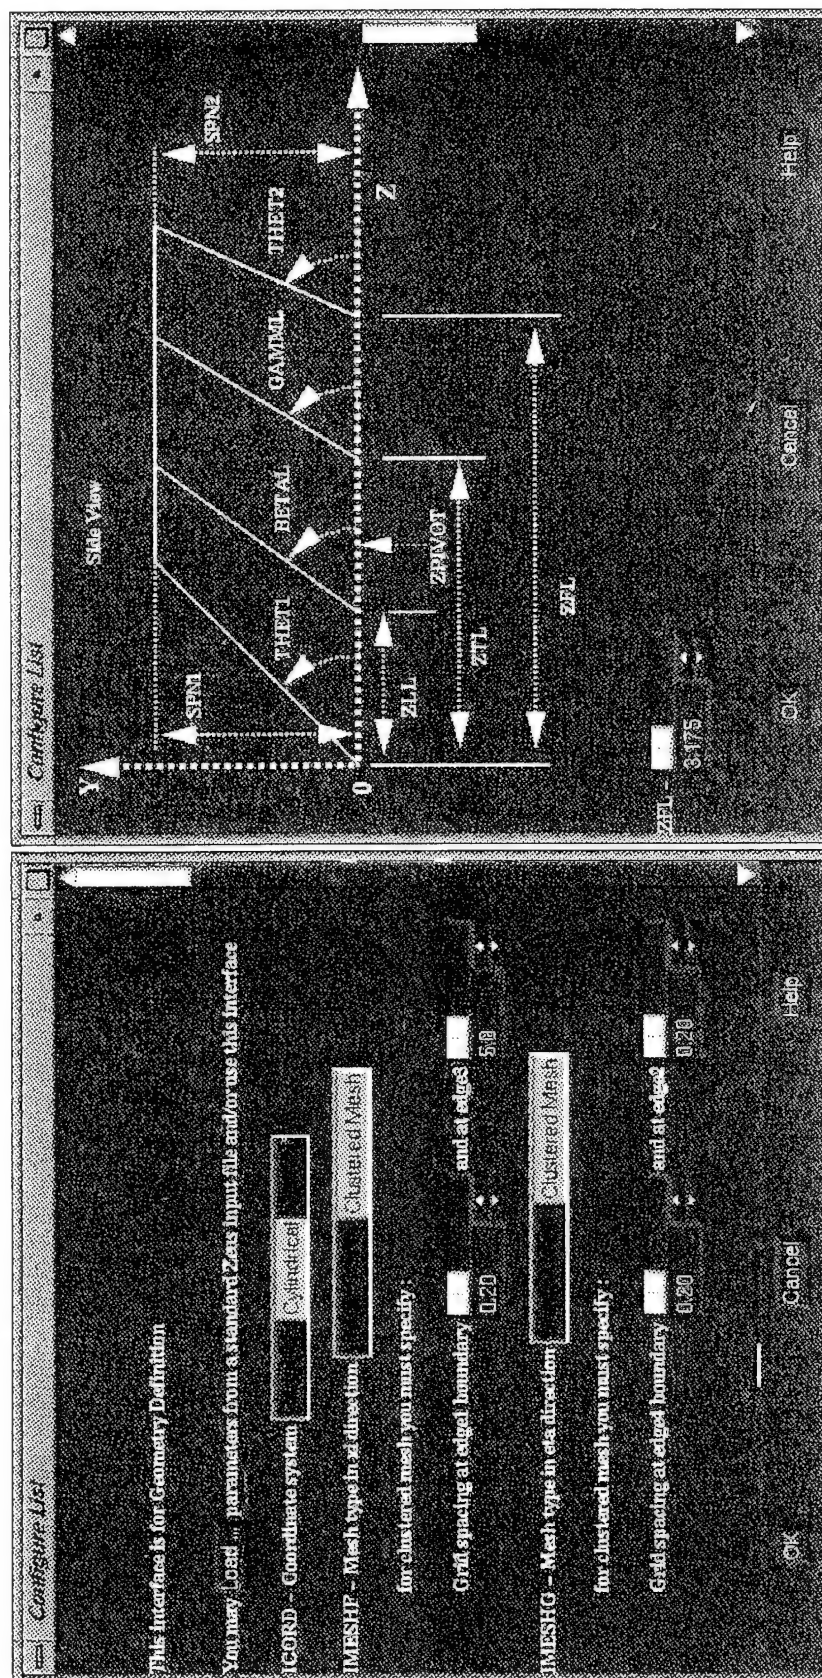 Configure List
This Interface is for Geometry Definition
You may Load ... parameters from a standard Zeus input file and/or use this interface
ICORD - Coordinate system Cylindrical
IMESHF - Mesh type in xi direction Clustered Mesh
for clustered mesh you must specify :
Grid spacing at edge1 boundary 0.20 and at edge3 5.0
IMESHG - Mesh type in eta direction Clustered Mesh
for clustered mesh you must specify :
Grid spacing at edge4 boundary 0.20 and at edge2 0.20
OK Cancel Help
Configure List
Side View
Y
SPN1
SPN2
THET1
BETAL
GAMML
THET2
0
Z
ZLL
ZPIVOT
ZTL
ZFL
ZFL - 3.175
OK Cancel Help